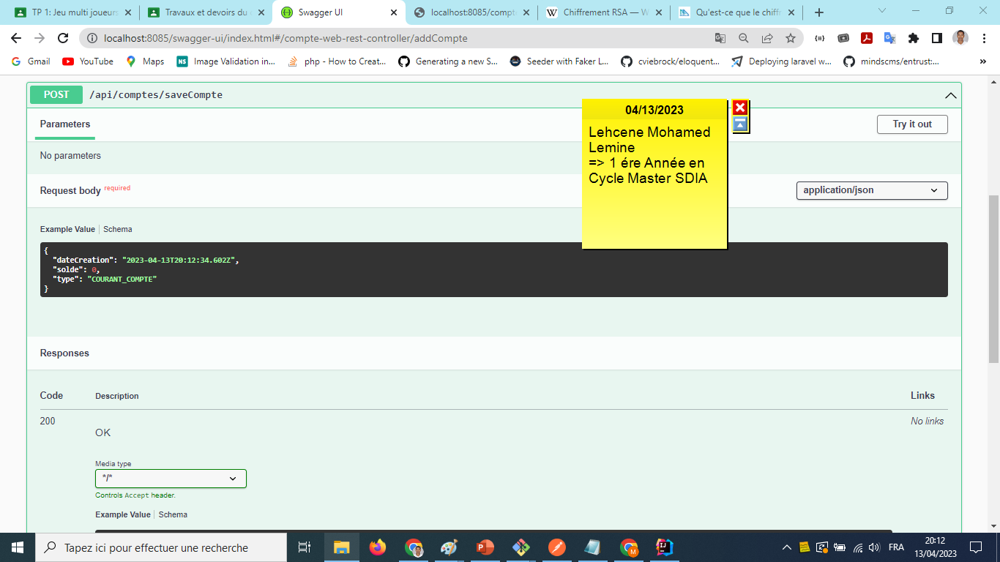 TP 1: Jeu multi joueurs
Travaux et devoirs du
Swagger UI
localhost:8085/compt
Chiffrement RSA — W
Qu'est-ce que le chiff
localhost:8085/swagger-ui/index.html#/compte-web-rest-controller/addCompte
Gmail
YouTube
Maps
Image Validation in...
php - How to Creat...
Generating a new S...
Seeder with Faker L...
cviebrock/eloquent...
Deploying laravel w...
mindscms/entrust:...
POST /api/comptes/saveCompte
Parameters
Try it out
No parameters
04/13/2023
Lehcene Mohamed
Lemine
=> 1 ére Année en
Cycle Master SDIA
Request body required
application/json
Example Value Schema
{
"dateCreation": "2023-04-13T20:12:34.602Z",
"solde": 0,
"type": "COURANT_COMPTE"
}
Responses
Code Description Links
200 OK No links
Media type
*/*
Controls Accept header.
Example Value Schema
Tapez ici pour effectuer une recherche
FRA
20:12
13/04/2023